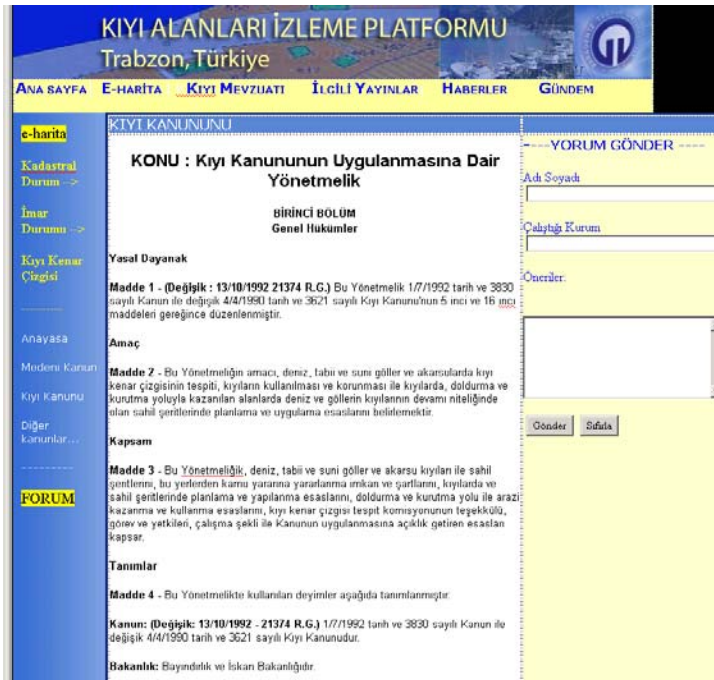 KIYI ALANLARI İZLEME PLATFORMU
Trabzon, Türkiye
ANA SAYFA E-HARİTA KIYI MEVZUATI İLGİLİ YAYINLAR HABERLER GÜNDEM
e-harita
Kadastral
Durum -->
İmar
Durumu -->
Kıyı Kenar
Çizgisi
----------
Anayasa
Medeni Kanun
Kıyı Kanunu
Diğer
kanunlar...
----------
FORUM
KIYI KANUNUNU
KONU : Kıyı Kanununun Uygulanmasına Dair
Yönetmelik
BİRİNCİ BÖLÜM
Genel Hükümler
Yasal Dayanak
Madde 1 - (Değişik : 13/10/1992 21374 R.G.) Bu Yönetmelik 1/7/1992 tarih ve 3830
sayılı Kanun ile değişik 4/4/1990 tarih ve 3621 sayılı Kıyı Kanunu'nun 5 inci ve 16 ıncı
maddeleri gereğince düzenlenmiştir.
Amaç
Madde 2 - Bu Yönetmeliğin amacı, deniz, tabii ve suni göller ve akarsularda kıyı
kenar çizgisinin tespiti, kıyıların kullanılması ve korunması ile kıyılarda, doldurma ve
kurutma yoluyla kazanılan alanlarda deniz ve göllerin kıyılarının devamı niteliğinde
olan sahil şeritlerinde planlama ve uygulama esaslarını belirlemektir.
Kapsam
Madde 3 - Bu Yönetmeliğik, deniz, tabii ve suni göller ve akarsu kıyıları ile sahil
şeritlerini, bu yerlerden kamu yararına yararlanma imkan ve şartlarını, kıyılarda ve
sahil şeritlerinde planlama ve yapılanma esaslarını, doldurma ve kurutma yolu ile arazi
kazanma ve kullanma esaslarını, kıyı kenar çizgisi tespit komisyonunun teşekkülü,
görev ve yetkileri, çalışma şekli ile Kanunun uygulanmasına açıklık getiren esasları
kapsar.
Tanımlar
Madde 4 - Bu Yönetmelikte kullanılan deyimler aşağıda tanımlanmıştır.
Kanun: (Değişik: 13/10/1992 - 21374 R.G.) 1/7/1992 tarih ve 3830 sayılı Kanun ile
değişik 4/4/1990 tarih ve 3621 sayılı Kıyı Kanunudur.
Bakanlık: Bayındırlık ve İskan Bakanlığıdır.
----YORUM GÖNDER ----
Adı Soyadı
Çalıştığı Kurum
Öneriler:
Gönder Sıfırla